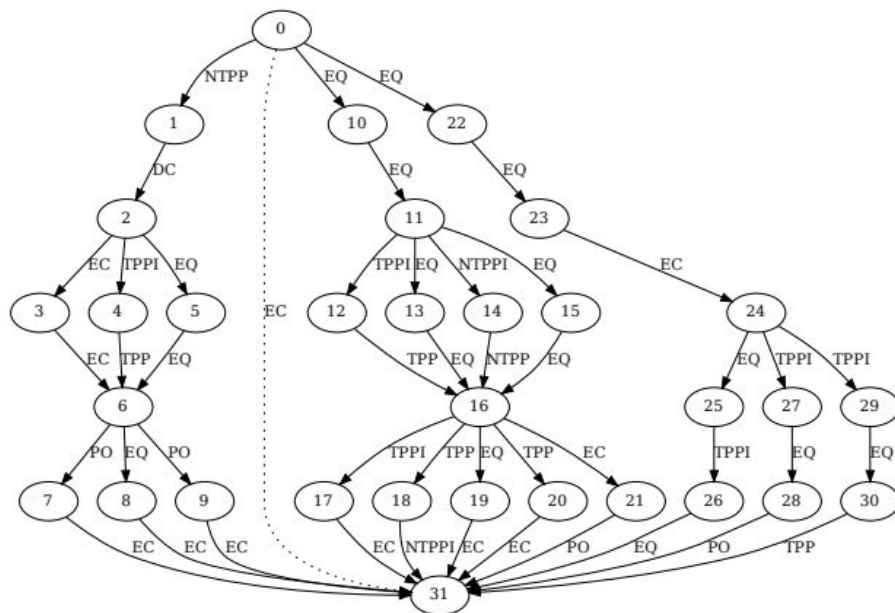 0
NTPP EQ EQ
1 10 22
DC EQ EQ
2 11 23
EC TPPI EQ EC TPPI EQ NTPPI EQ EC
3 4 5 12 13 14 15 24
EC TPP EQ TPP EQ NTPP EQ EQ TPPI TPPI
6 16 25 27 29
PO EQ PO TPPI TPP EQ TPP EC TPPI EQ EQ
7 8 9 17 18 19 20 21 26 28 30
EC EC EC EC NTPPI EC EC PO EQ PO TPP
31